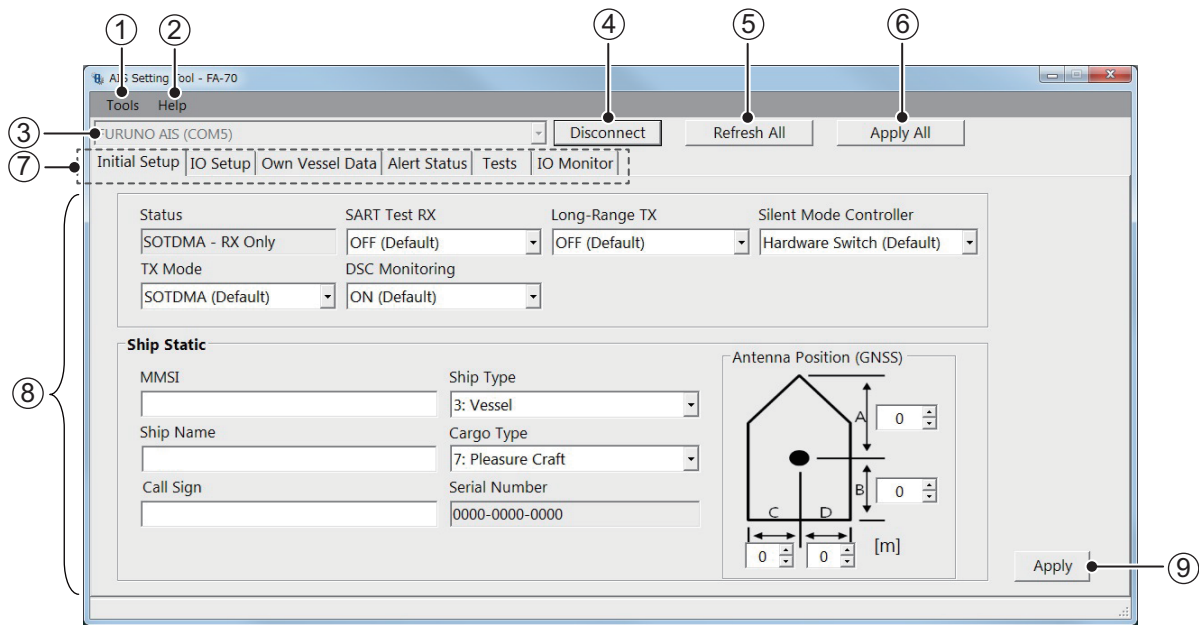 ① ② ④ ⑤ ⑥
AIS Setting Tool - FA-70
Tools Help
③ FURUNO AIS (COM5) Disconnect Refresh All Apply All
⑦ Initial Setup IO Setup Own Vessel Data Alert Status Tests IO Monitor
Status SART Test RX Long-Range TX Silent Mode Controller
SOTDMA - RX Only OFF (Default) OFF (Default) Hardware Switch (Default)
TX Mode DSC Monitoring
SOTDMA (Default) ON (Default)
Ship Static
Antenna Position (GNSS)
MMSI Ship Type
⑧ 3: Vessel
A 0
Ship Name Cargo Type
7: Pleasure Craft
Call Sign Serial Number
B 0
0000-0000-0000
C D
0 0 [m]
Apply ⑨